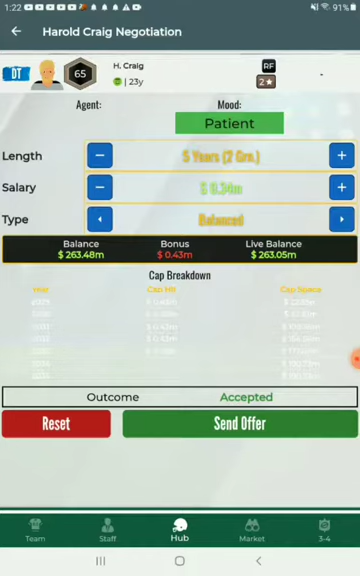 1:22
91%
Harold Craig Negotiation
DT
65
H. Craig
23y
RF
2★
-
Agent:
Mood:
Patient
Length
5 Years (2 Grn.)
Salary
$ 0.34m
Type
Balanced
Balance
Bonus
Live Balance
$ 263.48m
$ 0.43m
$ 263.05m
Cap Breakdown
Year
Cap Hit
Cap Space
Outcome
Accepted
Reset
Send Offer
Team
Staff
Hub
Market
3-4